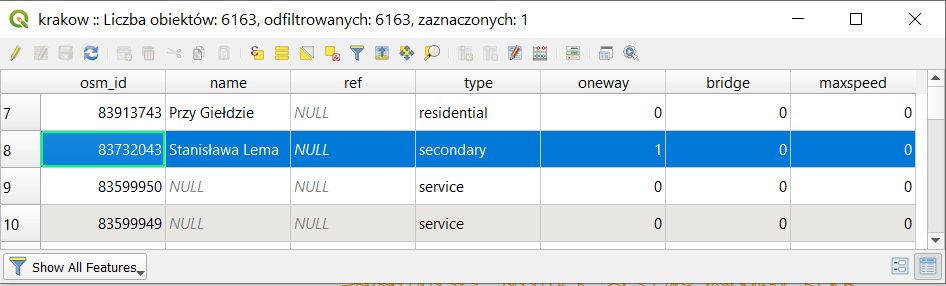 krakow :: Liczba obiektów: 6163, odfiltrowanych: 6163, zaznaczonych: 1
osm_id name ref type oneway bridge maxspeed
7 83913743 Przy Giełdzie NULL residential 0 0 0
8 83732043 Stanisława Lema NULL secondary 1 0 0
9 83599950 NULL NULL service 0 0 0
10 83599949 NULL NULL service 0 0 0
Show All Features